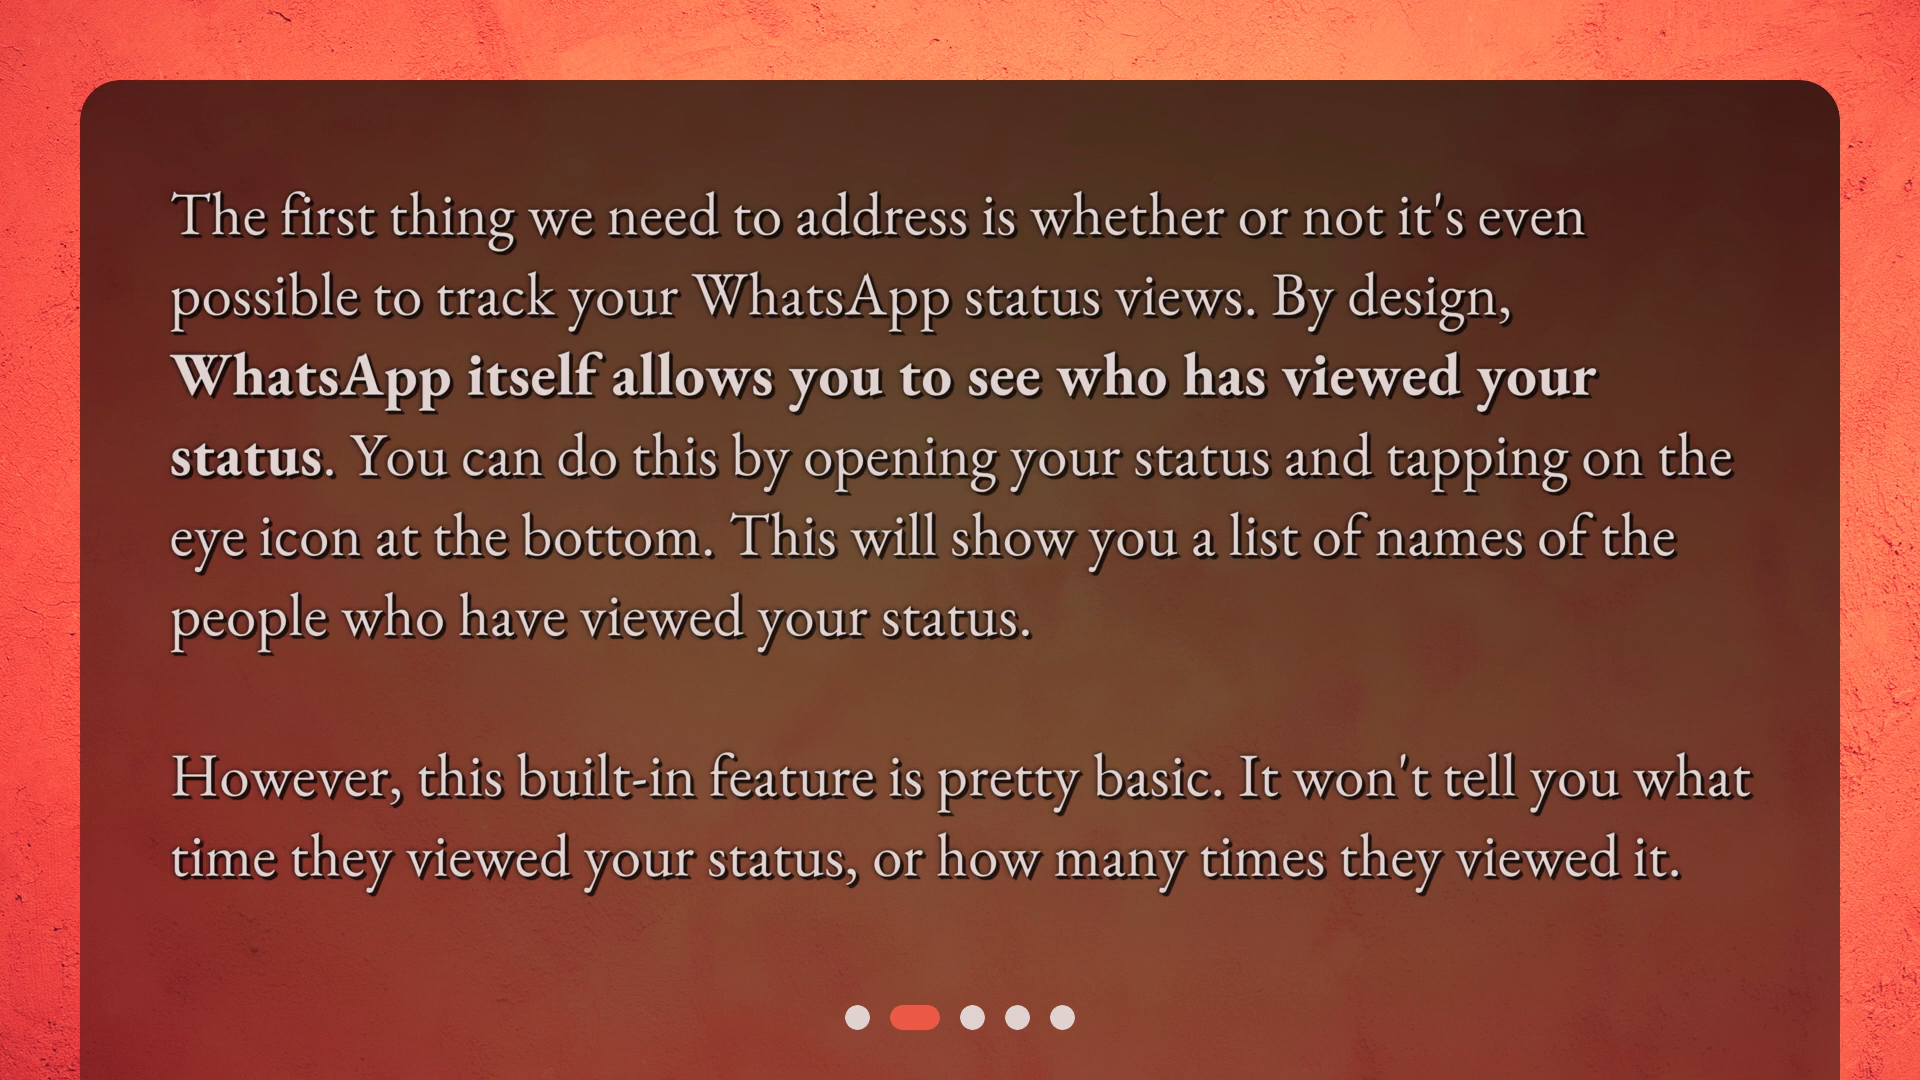 The first thing we need to address is whether or not it's even
possible to track your WhatsApp status views. By design,
WhatsApp itself allows you to see who has viewed your
status. You can do this by opening your status and tapping on the
eye icon at the bottom. This will show you a list of names of the
people who have viewed your status.
However, this built-in feature is pretty basic. It won't tell you what
time they viewed your status, or how many times they viewed it.